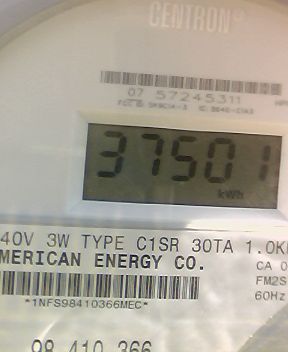 CENTRON®
07 57245311
37501
kWh
40V 3W TYPE C1SR 30TA 1.0K
MERICAN ENERGY CO.
CA 0
FM2S
*1NFS98410366MEC*
60Hz
98 410 366